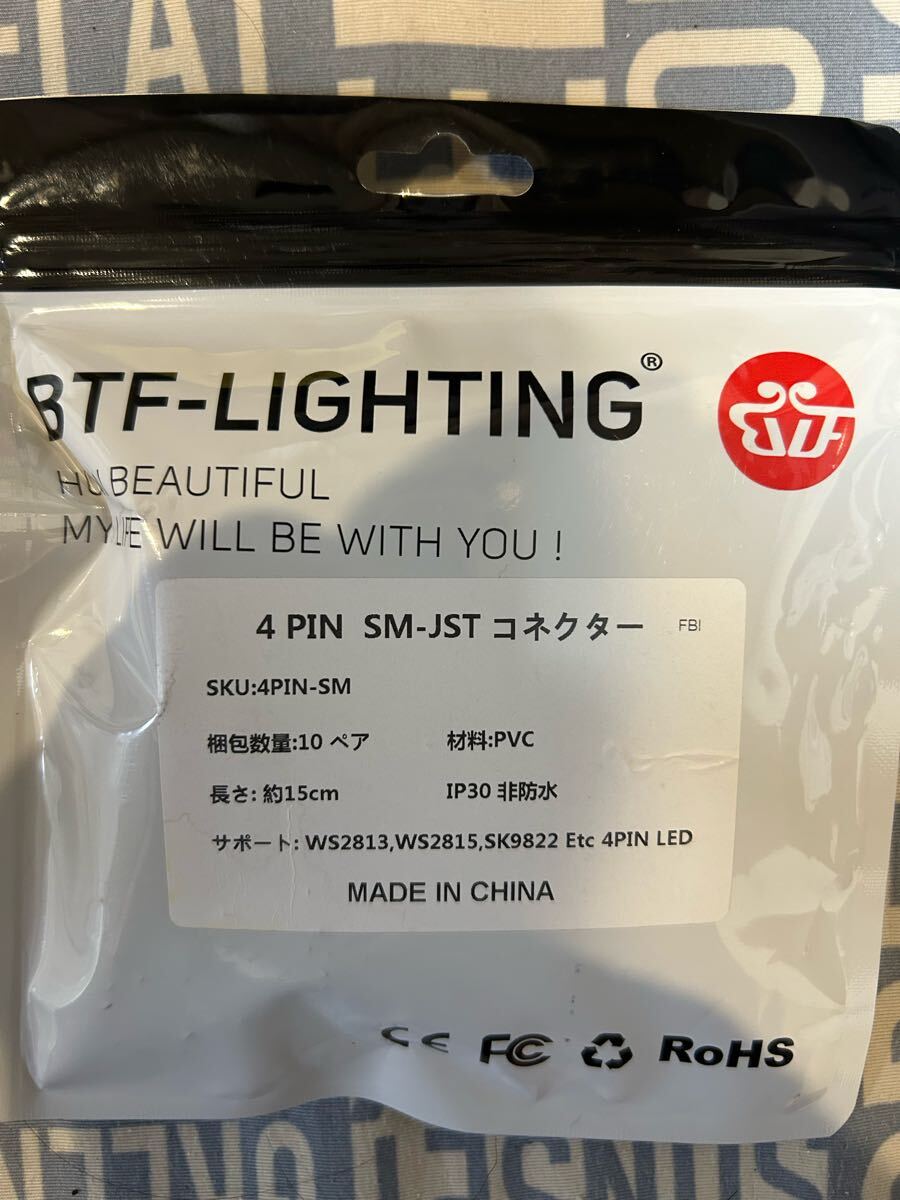 BTF-LIGHTING®
BTF
BEAUTIFUL
MY LIFE WILL BE WITH YOU !
4 PIN SM-JST コネクター FBI
SKU:4PIN-SM
梱包数量:10 ペア 材料:PVC
長さ: 約15cm IP30 非防水
サポート: WS2813,WS2815,SK9822 Etc 4PIN LED
MADE IN CHINA
CE FC RoHS